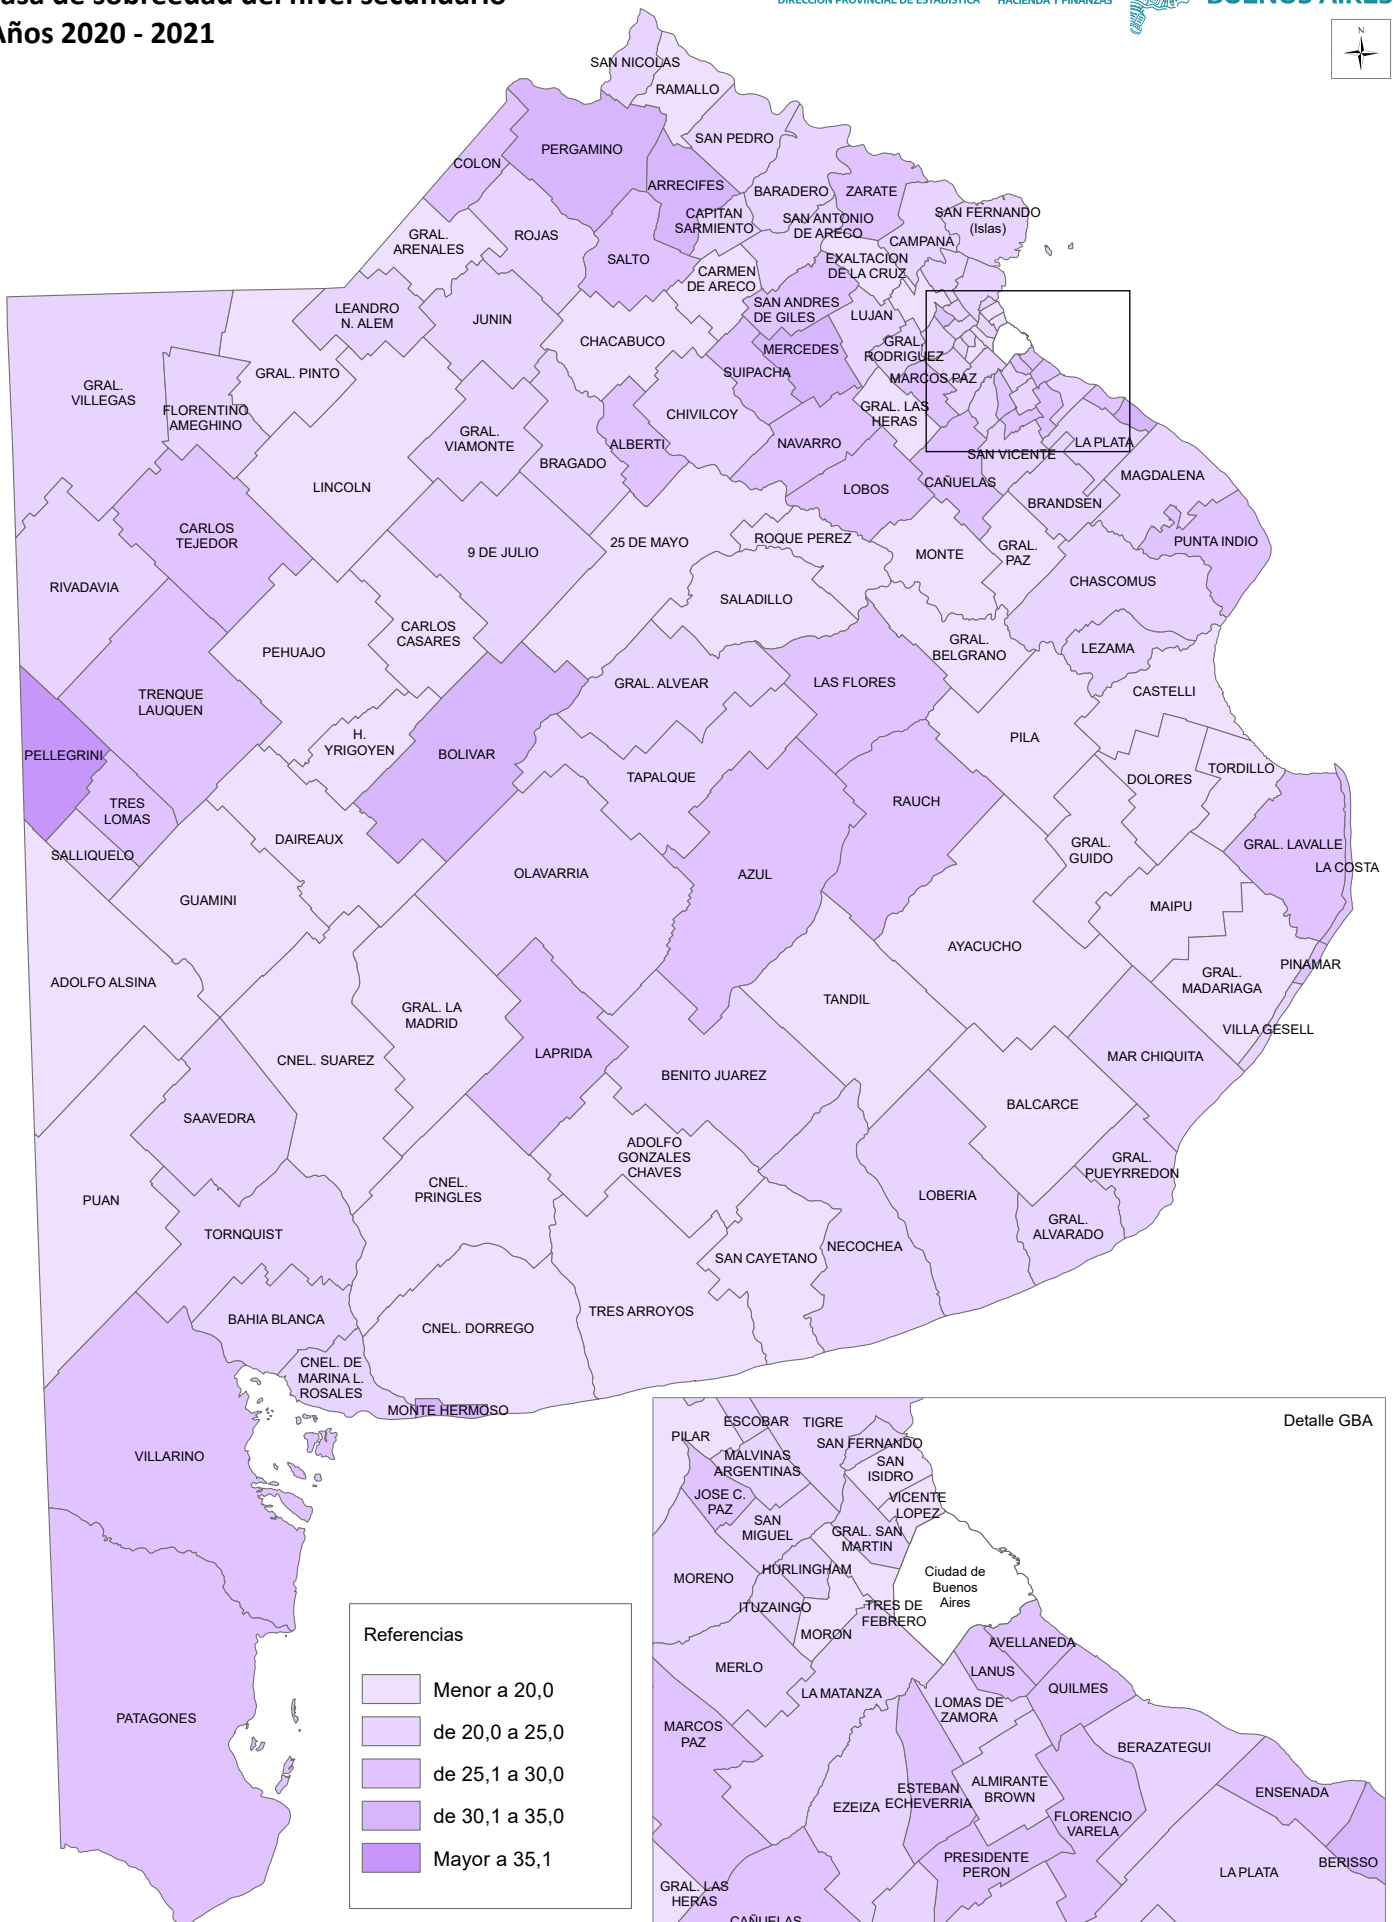 asa de sobreedad del nivel secundario
Años 2020 - 2021
DIRECCIÓN PROVINCIAL DE ESTADÍSTICA
HACIENDA Y FINANZAS
BUENOS AIRES
N
SAN NICOLAS
RAMALLO
SAN PEDRO
PERGAMINO
COLON
ARRECIFES
BARADERO
ZARATE
CAPITAN
SARMIENTO
SAN ANTONIO
DE ARECO
SAN FERNANDO
(Islas)
CAMPANA
GRAL.
ARENALES
ROJAS
SALTO
CARMEN
DE ARECO
EXALTACION
DE LA CRUZ
LEANDRO
N. ALEM
JUNIN
SAN ANDRES
DE GILES
LUJAN
CHACABUCO
MERCEDES
GRAL.
RODRIGUEZ
SUIPACHA
MARCOS PAZ
GRAL. PINTO
GRAL.
VILLEGAS
FLORENTINO
AMEGHINO
CHIVILCOY
GRAL. LAS
HERAS
GRAL.
VIAMONTE
ALBERTI
NAVARRO
LA PLATA
BRAGADO
SAN VICENTE
MAGDALENA
LINCOLN
LOBOS
CAÑUELAS
BRANDSEN
CARLOS
TEJEDOR
9 DE JULIO
25 DE MAYO
ROQUE PEREZ
MONTE
GRAL.
PAZ
PUNTA INDIO
RIVADAVIA
SALADILLO
CHASCOMUS
CARLOS
CASARES
PEHUAJO
GRAL.
BELGRANO
LEZAMA
GRAL. ALVEAR
LAS FLORES
CASTELLI
TRENQUE
LAUQUEN
H.
YRIGOYEN
BOLIVAR
PILA
PELLEGRINI
TAPALQUE
DOLORES
TORDILLO
TRES
LOMAS
RAUCH
DAIREAUX
SALLIQUELO
GRAL.
GUIDO
GRAL. LAVALLE
LA COSTA
OLAVARRIA
AZUL
GUAMINI
MAIPU
AYACUCHO
PINAMAR
ADOLFO ALSINA
GRAL.
MADARIAGA
TANDIL
GRAL. LA
MADRID
VILLA GESELL
LAPRIDA
MAR CHIQUITA
CNEL. SUAREZ
BENITO JUAREZ
BALCARCE
SAAVEDRA
ADOLFO
GONZALES
CHAVES
GRAL.
PUEYRREDON
PUAN
CNEL.
PRINGLES
LOBERIA
GRAL.
ALVARADO
TORNQUIST
NECOCHEA
SAN CAYETANO
BAHIA BLANCA
TRES ARROYOS
CNEL. DORREGO
CNEL. DE
MARINA L.
ROSALES
MONTE HERMOSO
VILLARINO
PATAGONES
Referencias
Menor a 20,0
de 20,0 a 25,0
de 25,1 a 30,0
de 30,1 a 35,0
Mayor a 35,1
Detalle GBA
ESCOBAR
TIGRE
PILAR
SAN FERNANDO
MALVINAS
ARGENTINAS
SAN
ISIDRO
JOSE C.
PAZ
VICENTE
LOPEZ
SAN
MIGUEL
GRAL. SAN
MARTIN
HURLINGHAM
MORENO
Ciudad de
Buenos
Aires
ITUZAINGO
TRES DE
FEBRERO
MORON
AVELLANEDA
MERLO
LANUS
LA MATANZA
QUILMES
LOMAS DE
ZAMORA
MARCOS
PAZ
BERAZATEGUI
ESTEBAN
ECHEVERRIA
ALMIRANTE
BROWN
ENSENADA
EZEIZA
FLORENCIO
VARELA
PRESIDENTE
PERON
BERISSO
LA PLATA
GRAL. LAS
HERAS
CAÑUELAS